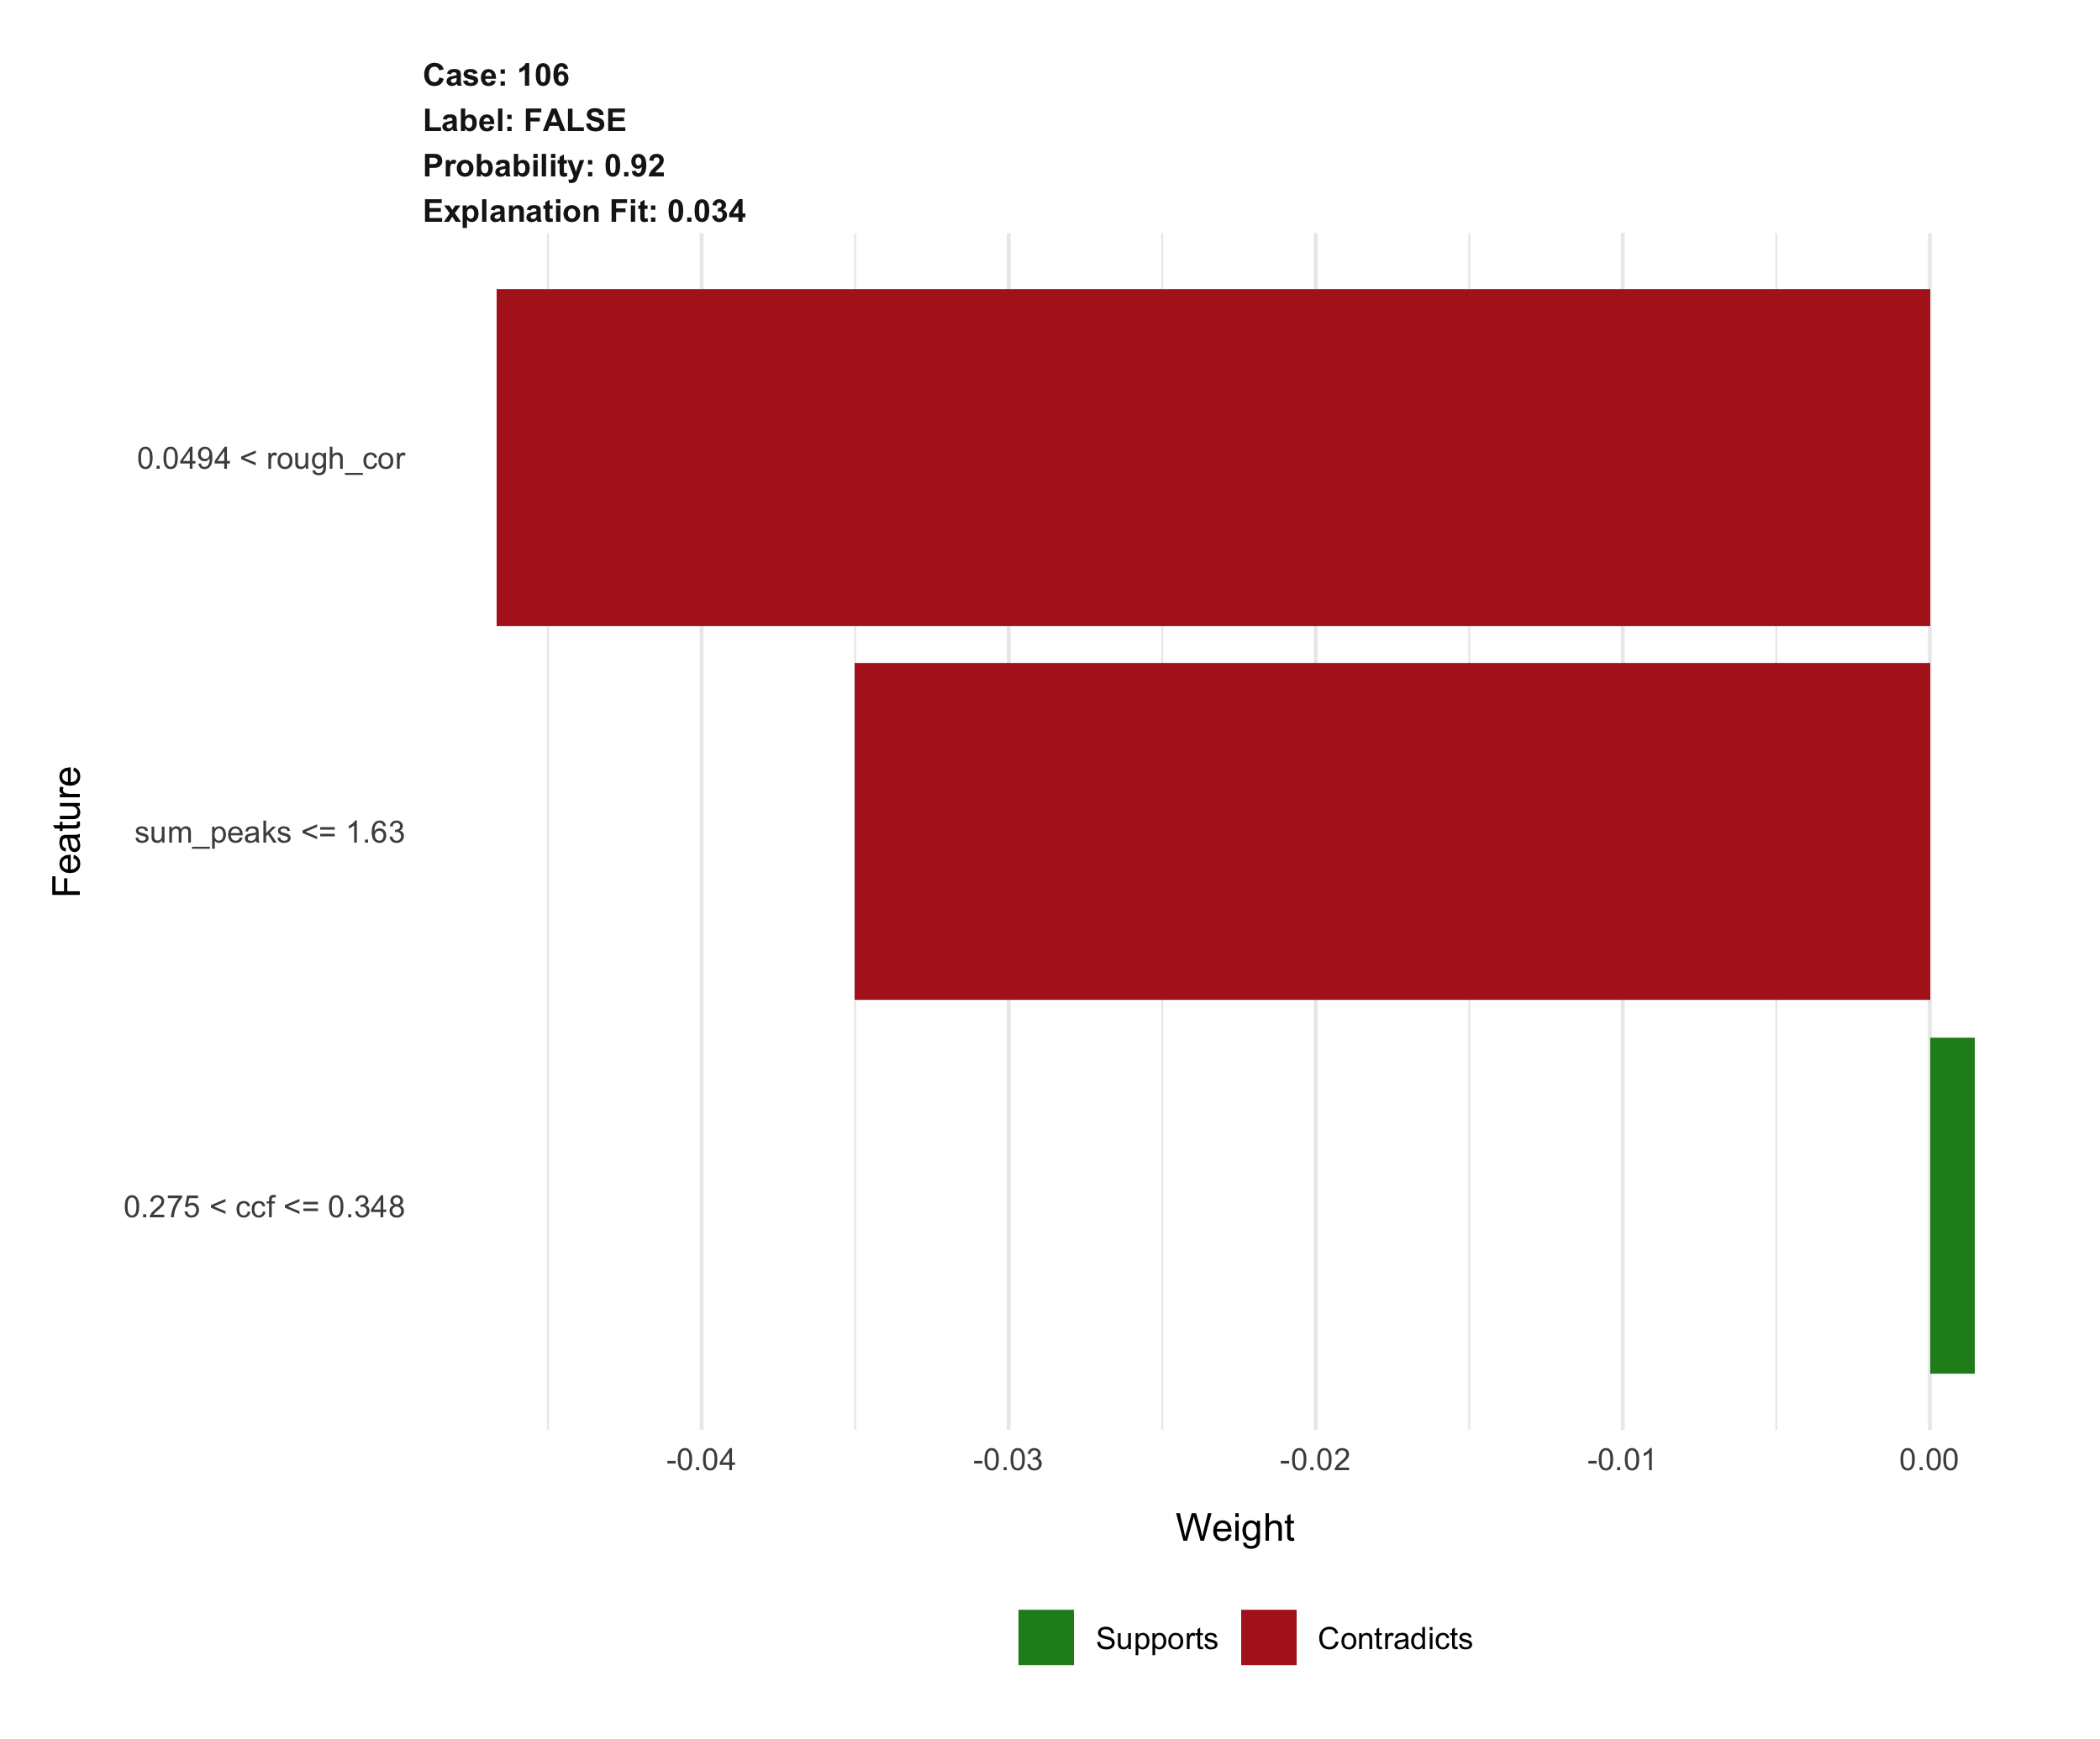 Case: 106
Label: FALSE
Probability: 0.92
Explanation Fit: 0.034
Feature
0.0494 < rough_cor
sum_peaks <= 1.63
0.275 < ccf <= 0.348
-0.04 -0.03 -0.02 -0.01 0.00
Weight
Supports Contradicts